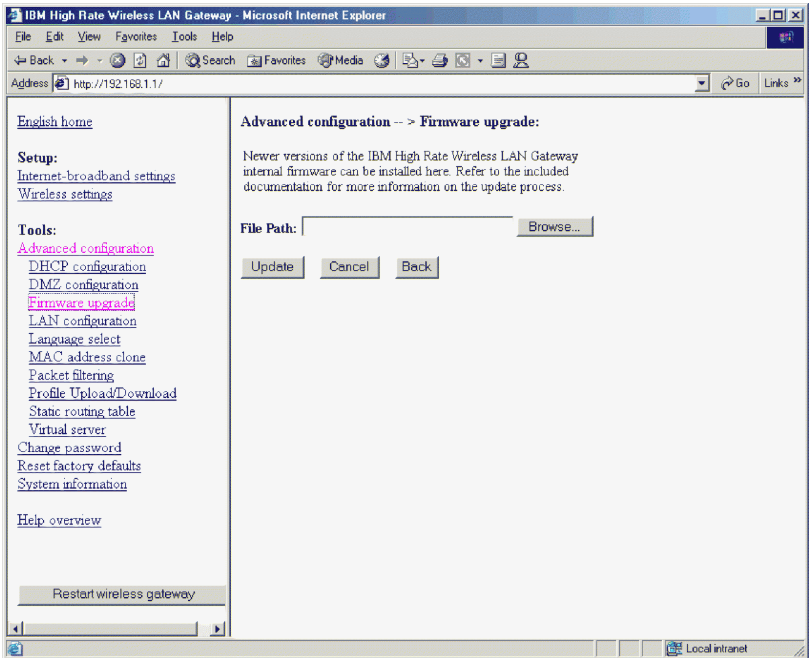 IBM High Rate Wireless LAN Gateway - Microsoft Internet Explorer
File Edit View Favorites Tools Help
Back Search Favorites Media
Address http://192.168.1.1/ Go Links »
English home
Setup:
Internet-broadband settings
Wireless settings
Tools:
Advanced configuration
DHCP configuration
DMZ configuration
Firmware upgrade
LAN configuration
Language select
MAC address clone
Packet filtering
Profile Upload/Download
Static routing table
Virtual server
Change password
Reset factory defaults
System information
Help overview
Restart wireless gateway
Advanced configuration -- > Firmware upgrade:
Newer versions of the IBM High Rate Wireless LAN Gateway
internal firmware can be installed here. Refer to the included
documentation for more information on the update process.
File Path: Browse...
Update Cancel Back
Local intranet